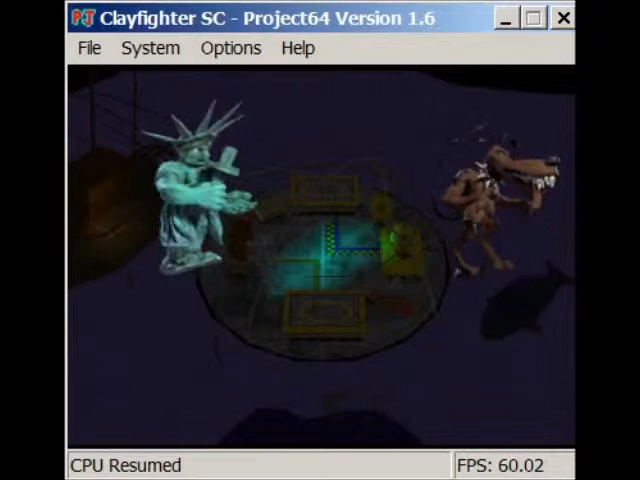 Clayfighter SC - Project64 Version 1.6
File System Options Help
CPU Resumed FPS: 60.02